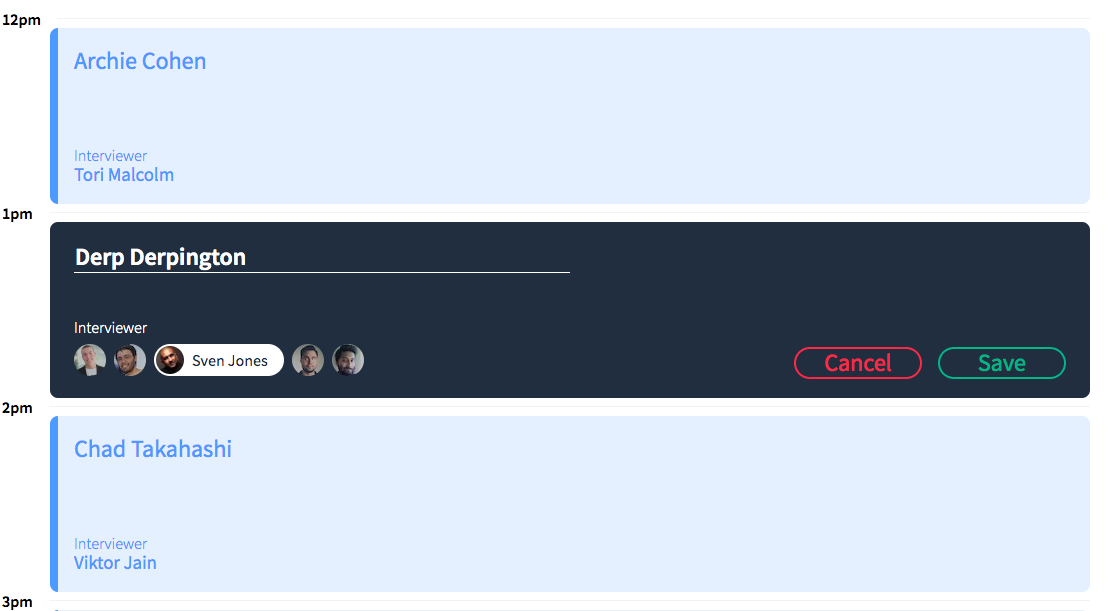 12pm
Archie Cohen
Interviewer
Tori Malcolm
1pm
Derp Derpington
Interviewer
Sven Jones
Cancel
Save
2pm
Chad Takahashi
Interviewer
Viktor Jain
3pm